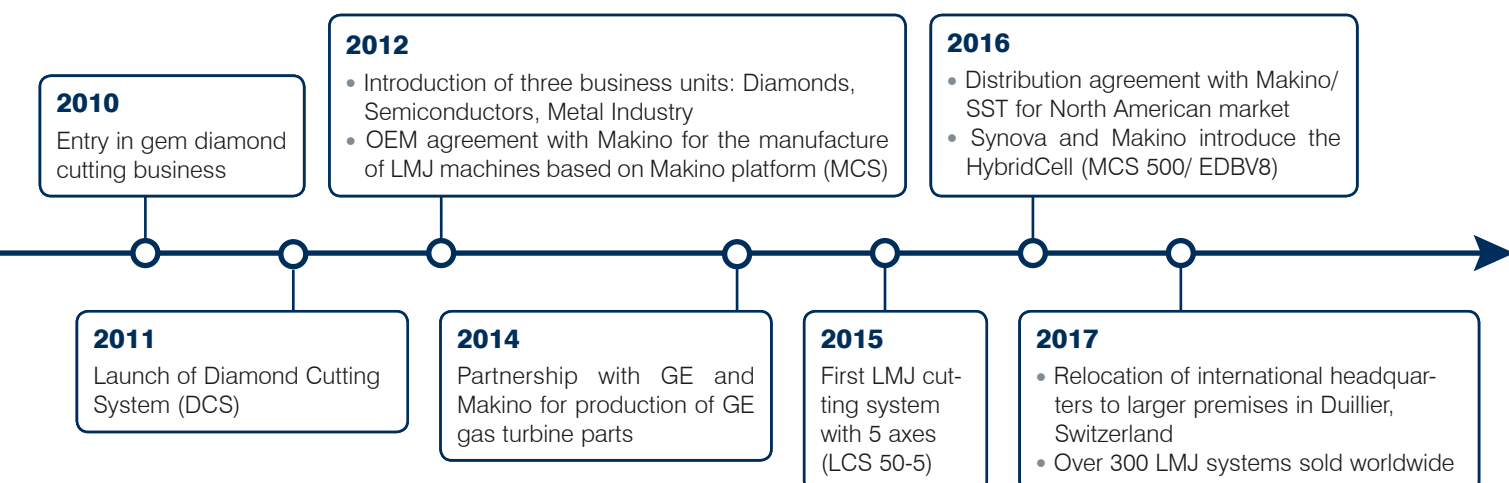 2010
Entry in gem diamond
cutting business
2011
Launch of Diamond Cutting
System (DCS)
2012
• Introduction of three business units: Diamonds,
Semiconductors, Metal Industry
• OEM agreement with Makino for the manufacture
of LMJ machines based on Makino platform (MCS)
2014
Partnership with GE and
Makino for production of GE
gas turbine parts
2015
First LMJ cut-
ting system
with 5 axes
(LCS 50-5)
2016
• Distribution agreement with Makino/
SST for North American market
• Synova and Makino introduce the
HybridCell (MCS 500/ EDBV8)
2017
• Relocation of international headquar-
ters to larger premises in Duillier,
Switzerland
• Over 300 LMJ systems sold worldwide